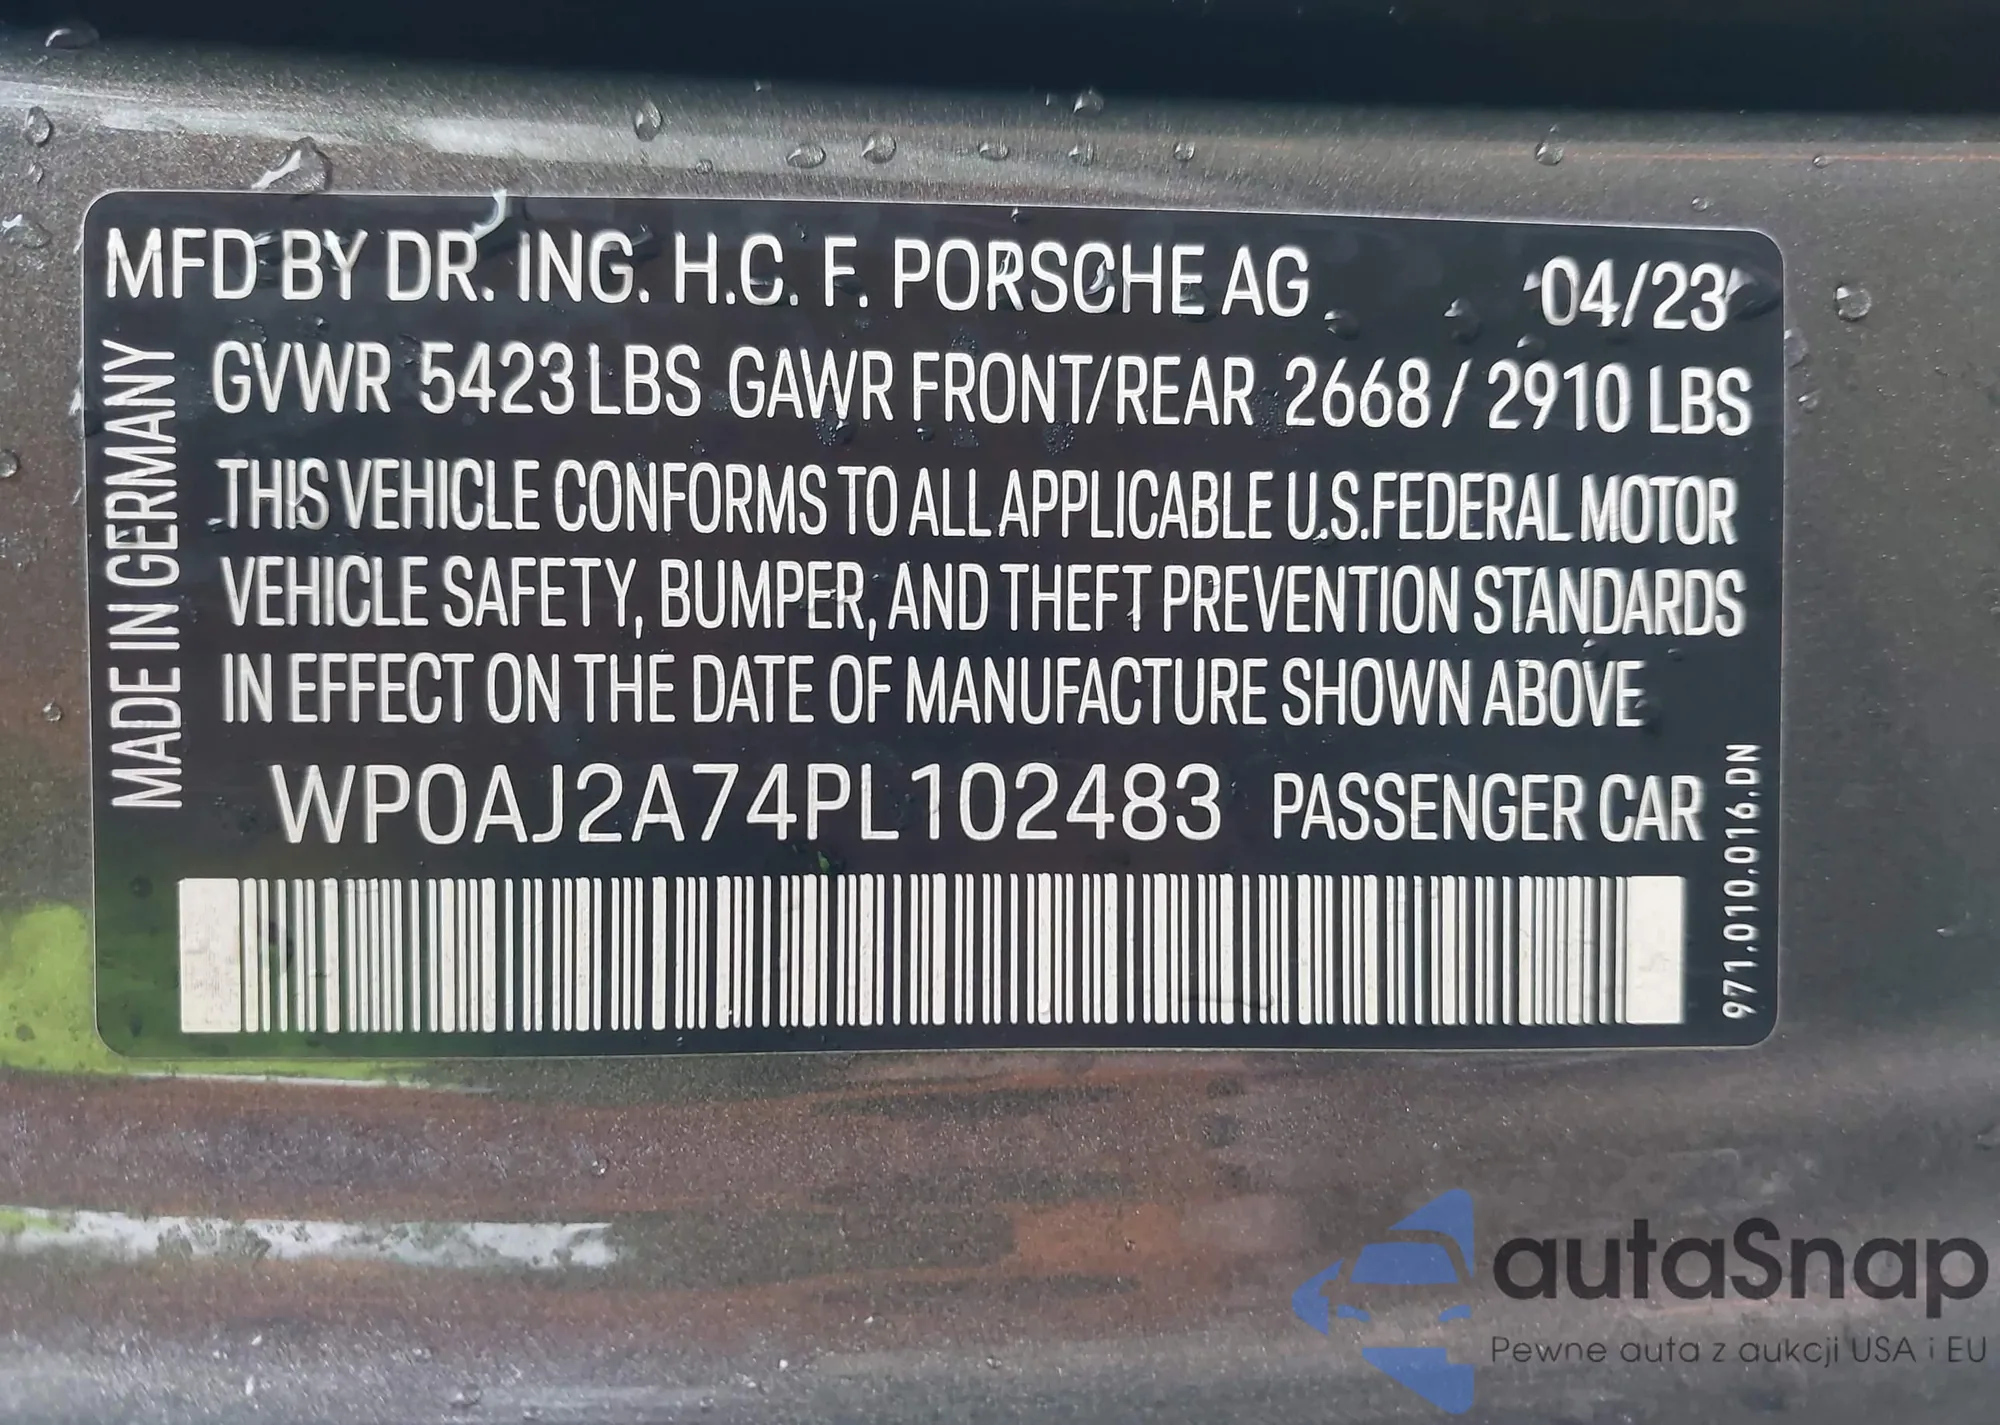 MFD BY DR. ING. H.C. F. PORSCHE AG 04/23
GVWR 5423 LBS GAWR FRONT/REAR 2668 / 2910 LBS
THIS VEHICLE CONFORMS TO ALL APPLICABLE U.S.FEDERAL MOTOR
VEHICLE SAFETY, BUMPER, AND THEFT PREVENTION STANDARDS
IN EFFECT ON THE DATE OF MANUFACTURE SHOWN ABOVE
WP0AJ2A74PL102483 PASSENGER CAR
MADE IN GERMANY
971.010.016.DN
autaSnap
Pewne auta z aukcji USA i EU